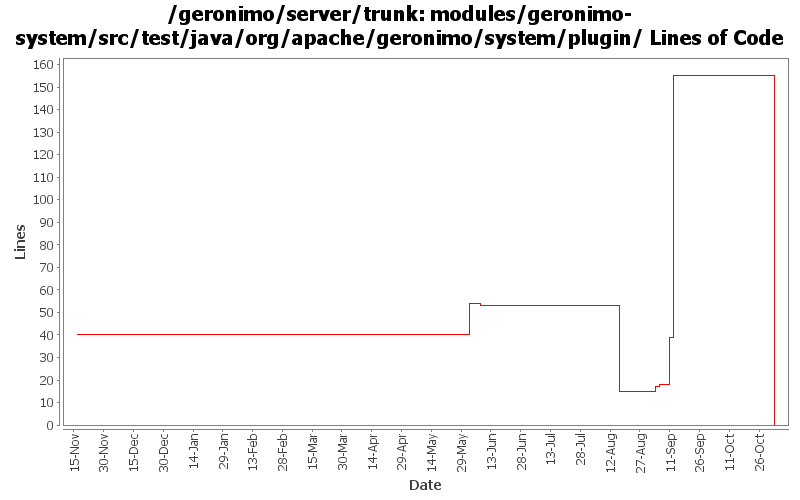 /geronimo/server/trunk: modules/geronimo-
system/src/test/java/org/apache/geronimo/system/plugin/ Lines of Code
160
150
140
130
120
110
100
90
80
70
60
50
40
30
20
10
0
Lines
15-Nov
30-Nov
15-Dec
30-Dec
14-Jan
29-Jan
13-Feb
28-Feb
15-Mar
30-Mar
14-Apr
29-Apr
14-May
29-May
13-Jun
28-Jun
13-Jul
28-Jul
12-Aug
27-Aug
11-Sep
26-Sep
11-Oct
26-Oct
Date